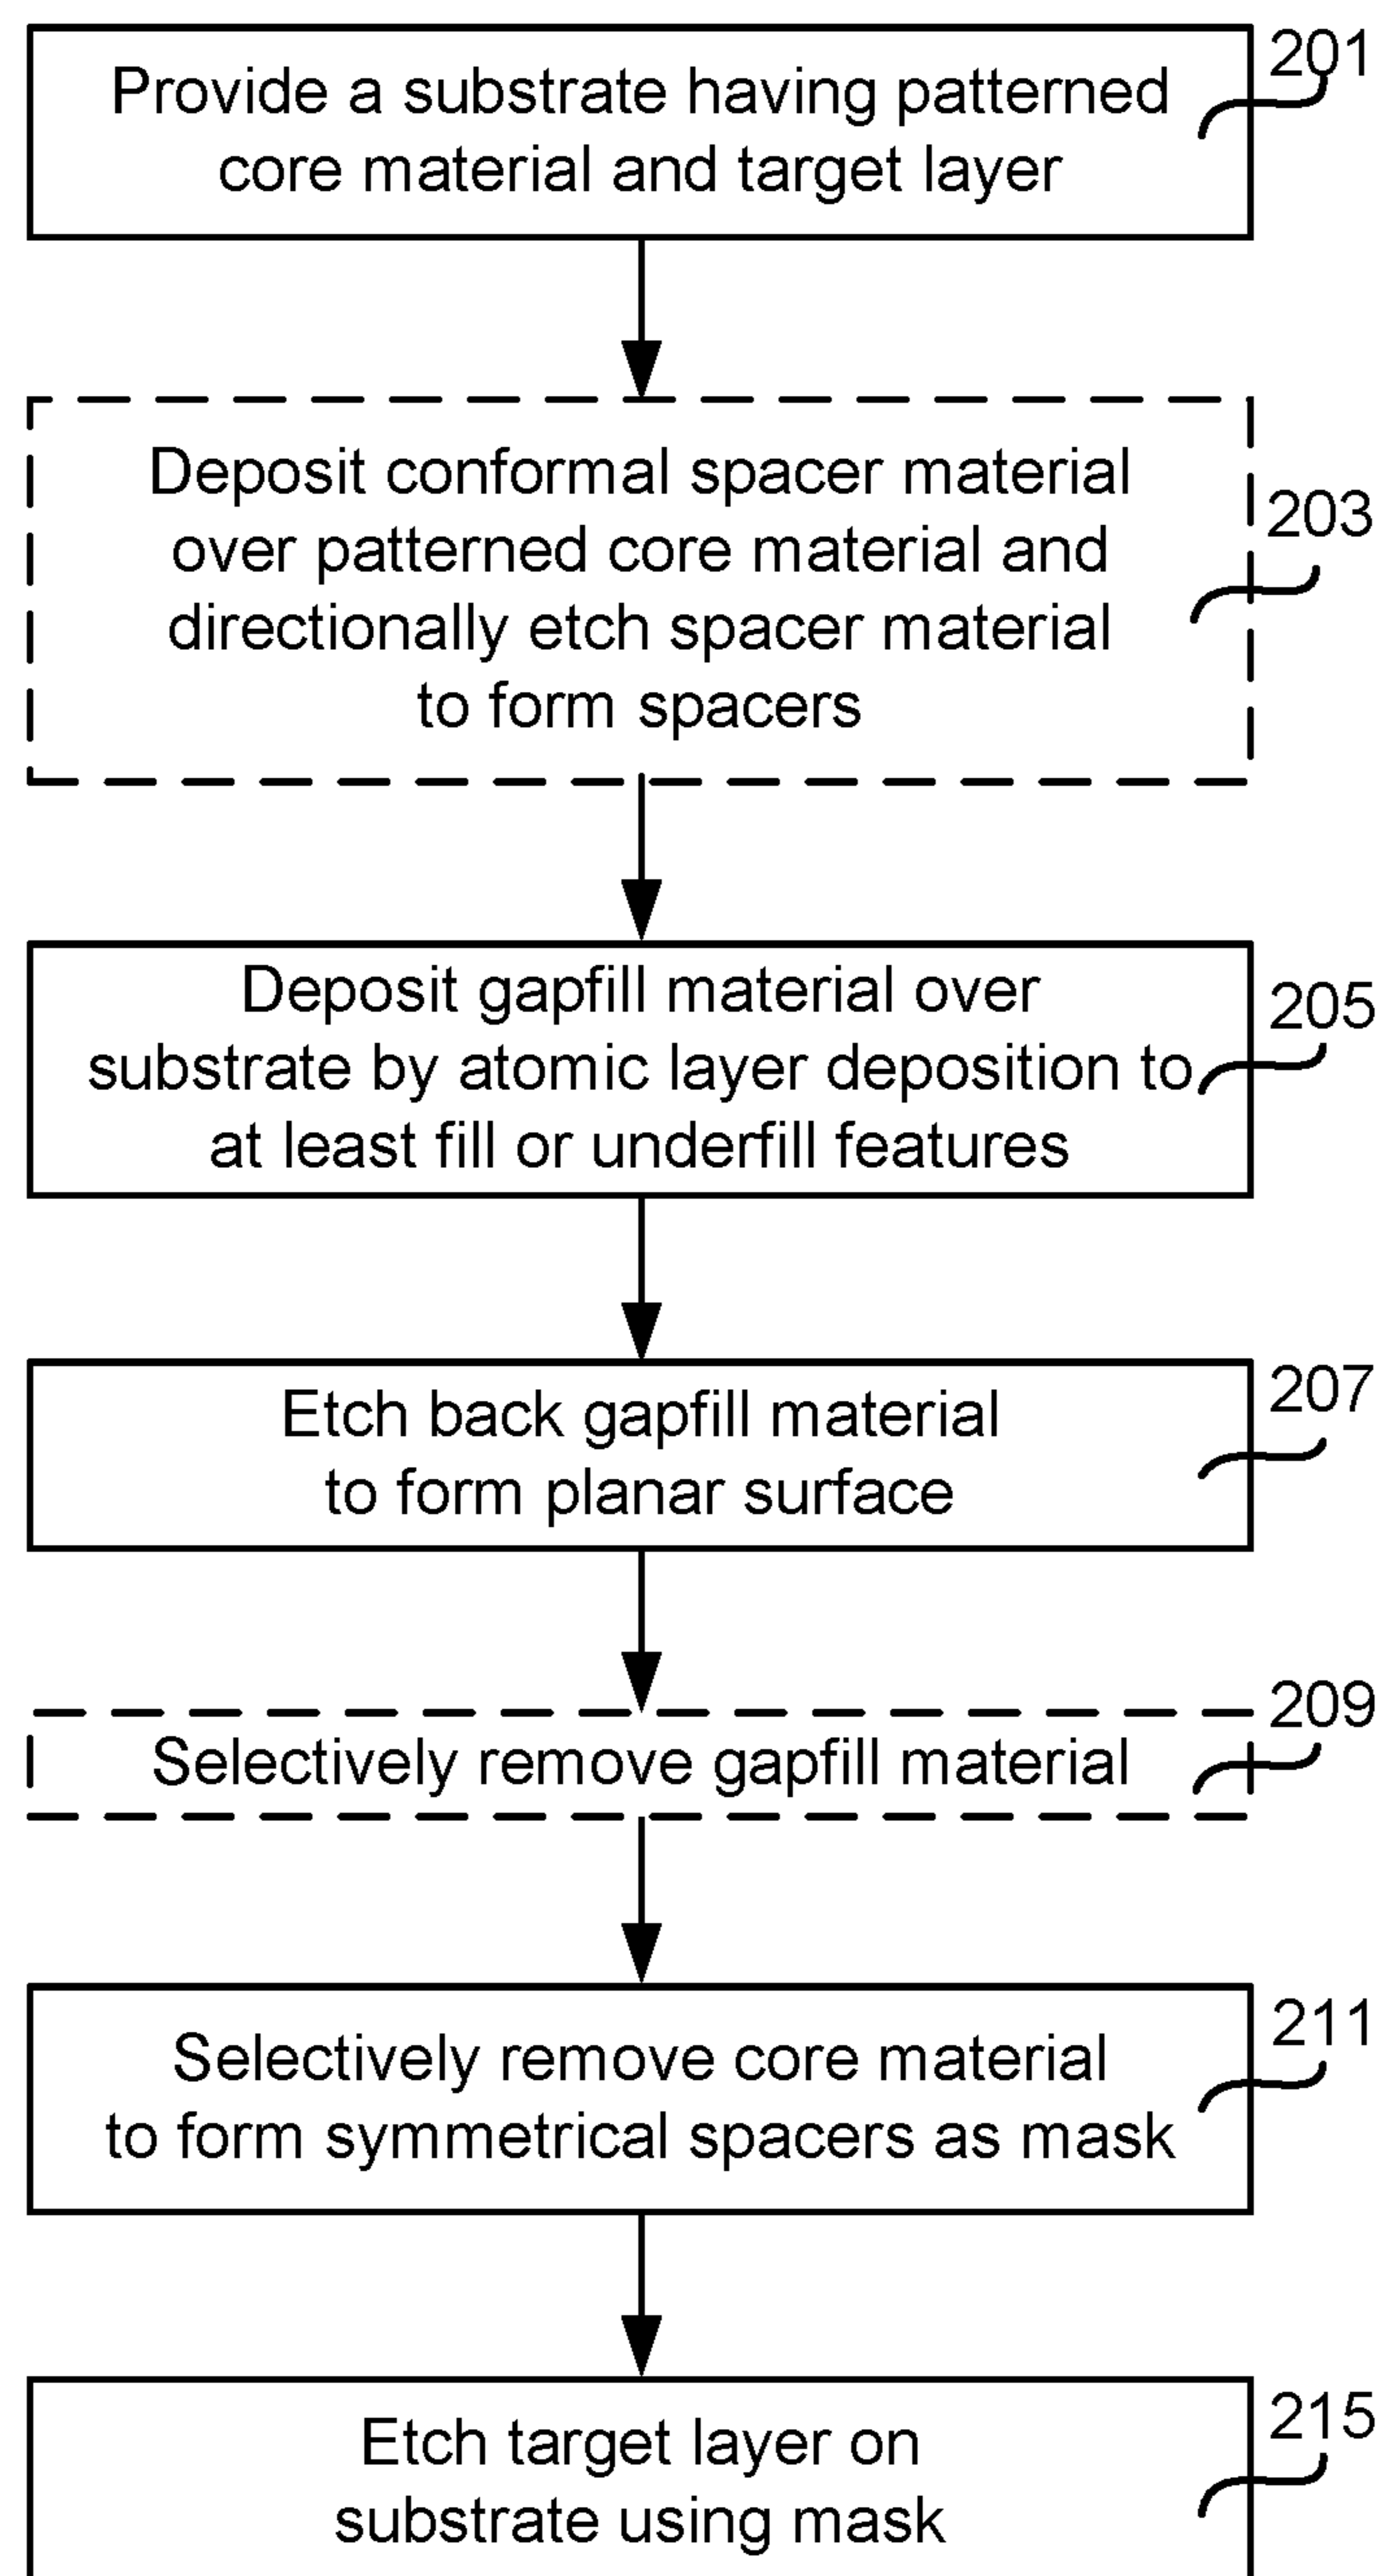 201
Provide a substrate having patterned
core material and target layer
Deposit conformal spacer material
over patterned core material and
directionally etch spacer material
to form spacers
203
Deposit gapfill material over
substrate by atomic layer deposition to
at least fill or underfill features
205
Etch back gapfill material
to form planar surface
207
209
Selectively remove gapfill material
Selectively remove core material
to form symmetrical spacers as mask
211
Etch target layer on
substrate using mask
215